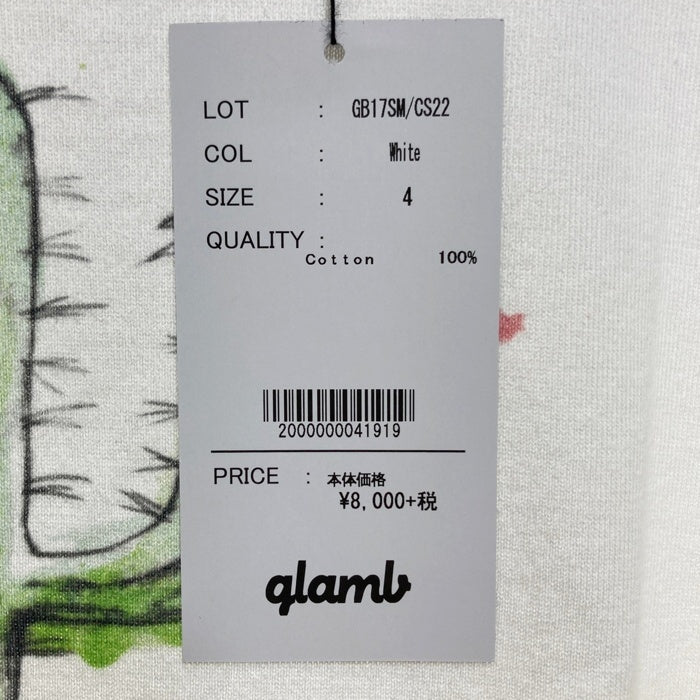 LOT : GB17SM/CS22
COL : White
SIZE : 4
QUALITY :
Cotton 100%
2000000041919
PRICE : 本体価格
¥8,000+税
glamb